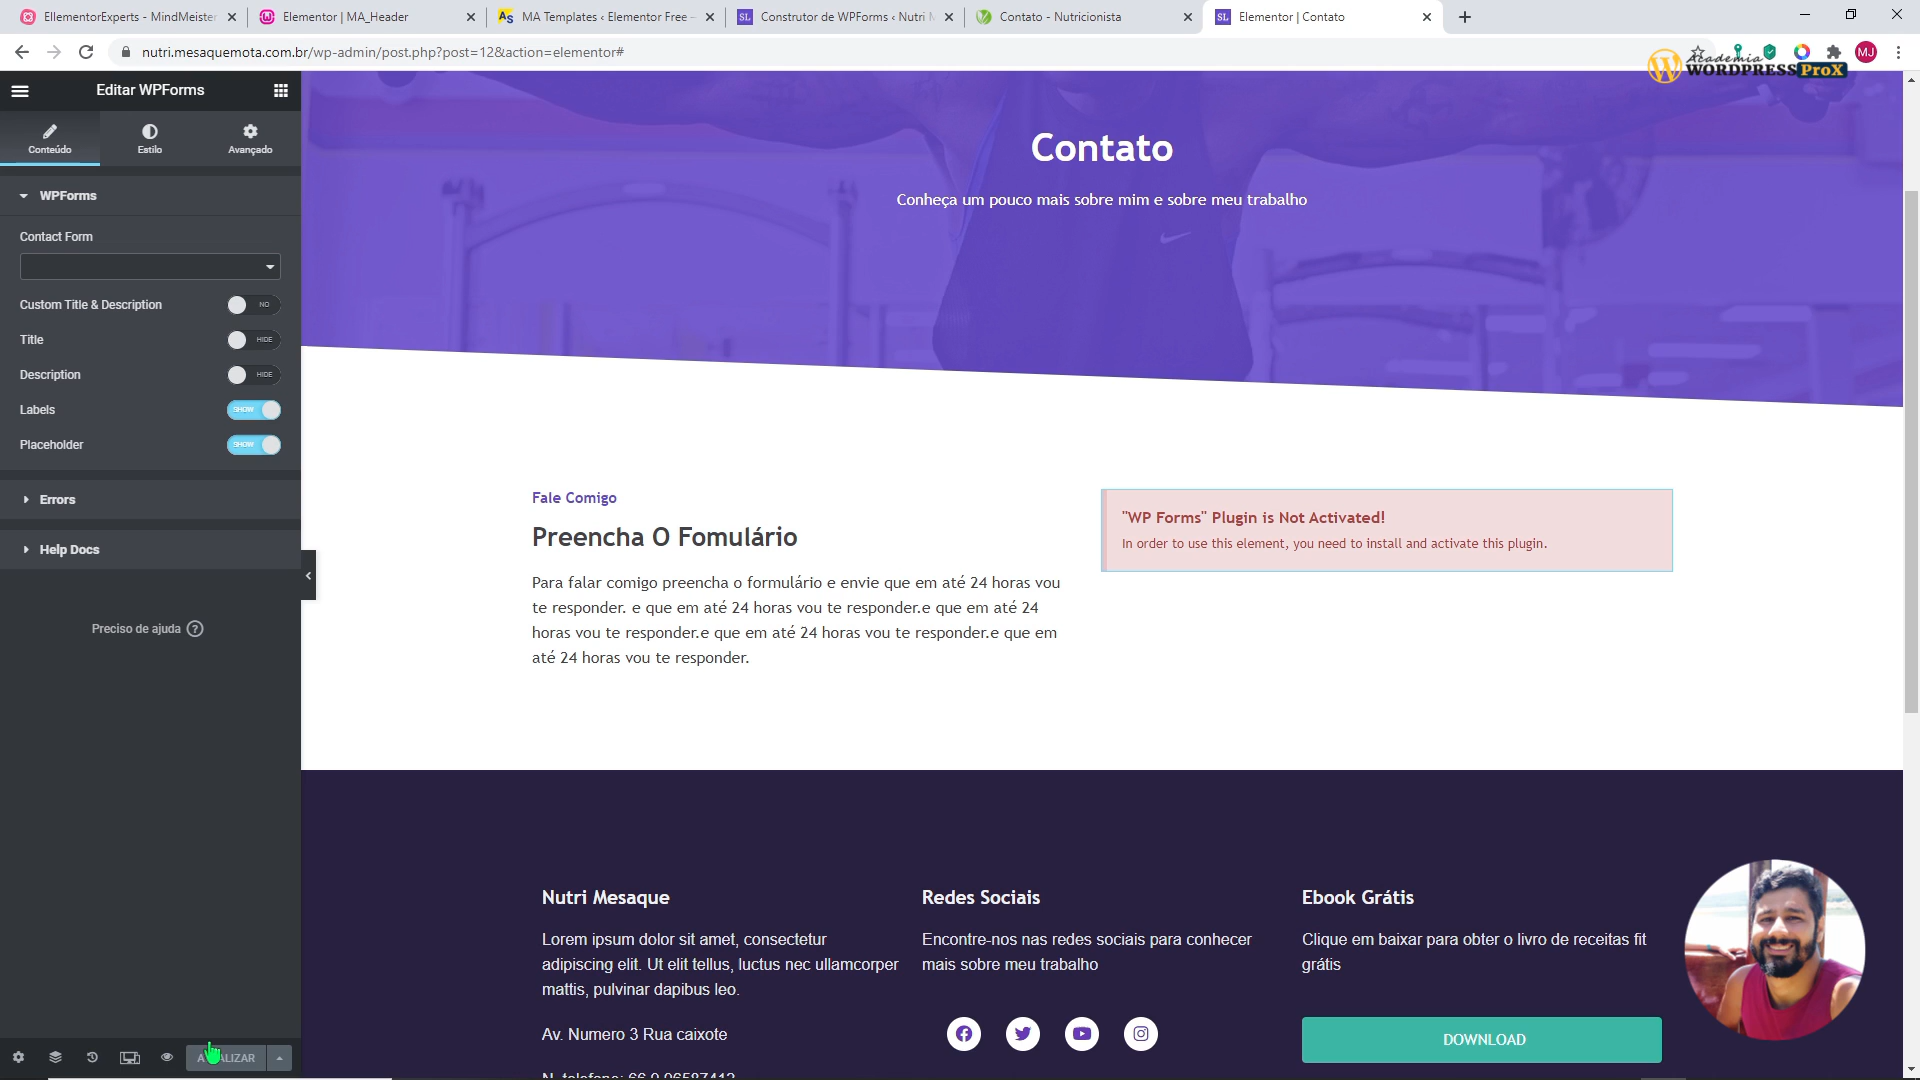 EllementorExperts - MindMeister
Elementor | MA_Header
MA Templates ‹ Elementor Free -
Construtor de WPForms ‹ Nutri M
Contato - Nutricionista
Elementor | Contato
nutri.mesaquemota.com.br/wp-admin/post.php?post=12&action=elementor#
MJ
Academia
WORDPRESS ProX
Editar WPForms
Conteúdo
Estilo
Avançado
WPForms
Contact Form
Custom Title & Description
NO
Title
HIDE
Description
HIDE
Labels
SHOW
Placeholder
SHOW
Errors
Help Docs
Preciso de ajuda ?
Contato
Conheça um pouco mais sobre mim e sobre meu trabalho
Fale Comigo
Preencha O Fomulário
Para falar comigo preencha o formulário e envie que em até 24 horas vou
te responder. e que em até 24 horas vou te responder.e que em até 24
horas vou te responder.e que em até 24 horas vou te responder.e que em
até 24 horas vou te responder.
"WP Forms" Plugin is Not Activated!
In order to use this element, you need to install and activate this plugin.
Nutri Mesaque
Lorem ipsum dolor sit amet, consectetur
adipiscing elit. Ut elit tellus, luctus nec ullamcorper
mattis, pulvinar dapibus leo.
Av. Numero 3 Rua caixote
Redes Sociais
Encontre-nos nas redes sociais para conhecer
mais sobre meu trabalho
Ebook Grátis
Clique em baixar para obter o livro de receitas fit
grátis
DOWNLOAD